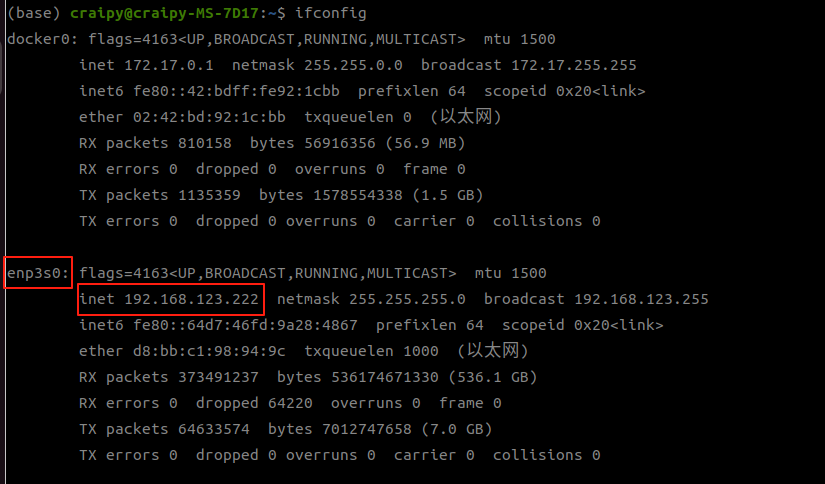 (base) craipy@craipy-MS-7D17:~$ ifconfig
docker0: flags=4163<UP,BROADCAST,RUNNING,MULTICAST>  mtu 1500
        inet 172.17.0.1  netmask 255.255.0.0  broadcast 172.17.255.255
        inet6 fe80::42:bdff:fe92:1cbb  prefixlen 64  scopeid 0x20<link>
        ether 02:42:bd:92:1c:bb  txqueuelen 0  (以太网)
        RX packets 810158  bytes 56916356 (56.9 MB)
        RX errors 0  dropped 0  overruns 0  frame 0
        TX packets 1135359  bytes 1578554338 (1.5 GB)
        TX errors 0  dropped 0 overruns 0  carrier 0  collisions 0

enp3s0: flags=4163<UP,BROADCAST,RUNNING,MULTICAST>  mtu 1500
        inet 192.168.123.222  netmask 255.255.255.0  broadcast 192.168.123.255
        inet6 fe80::64d7:46fd:9a28:4867  prefixlen 64  scopeid 0x20<link>
        ether d8:bb:c1:98:94:9c  txqueuelen 1000  (以太网)
        RX packets 373491237  bytes 536174671330 (536.1 GB)
        RX errors 0  dropped 64220  overruns 0  frame 0
        TX packets 64633574  bytes 7012747658 (7.0 GB)
        TX errors 0  dropped 0 overruns 0  carrier 0  collisions 0